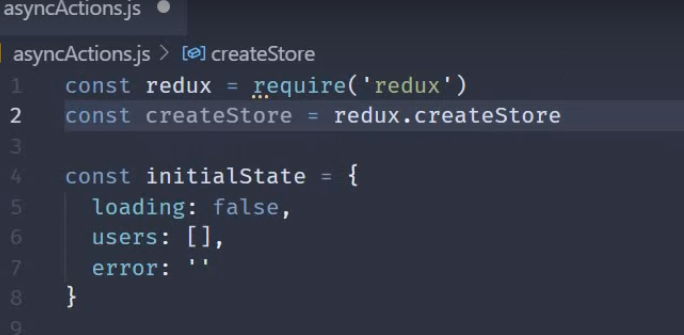 asyncActions.js
asyncActions.js > createStore
1 const redux = require('redux')
2 const createStore = redux.createStore
3
4 const initialState = {
5 loading: false,
6 users: [],
7 error: ''
8 }
9